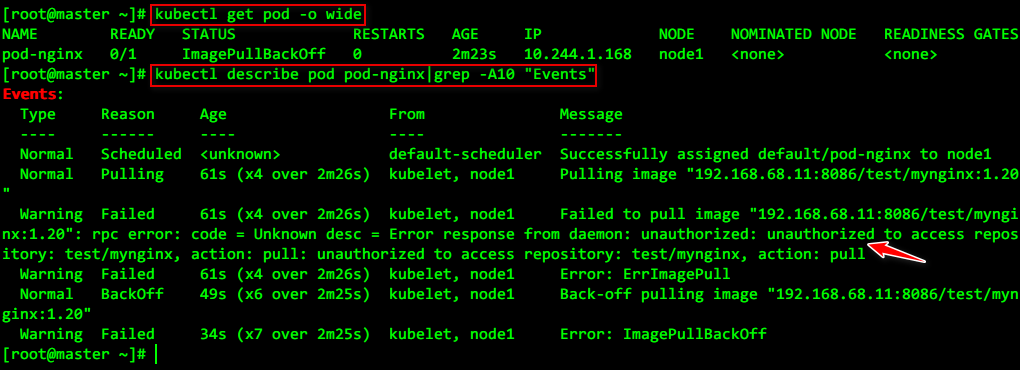 [root@master ~]# kubectl get pod -o wide
NAME        READY   STATUS             RESTARTS   AGE     IP             NODE    NOMINATED NODE   READINESS GATES
pod-nginx   0/1     ImagePullBackOff   0          2m23s   10.244.1.168   node1   <none>           <none>
[root@master ~]# kubectl describe pod pod-nginx|grep -A10 "Events"
Events:
  Type     Reason     Age                   From               Message
  ----     ------     ----                  ----               -------
  Normal   Scheduled  <unknown>             default-scheduler  Successfully assigned default/pod-nginx to node1
  Normal   Pulling    61s (x4 over 2m26s)   kubelet, node1     Pulling image "192.168.68.11:8086/test/mynginx:1.20
"
  Warning  Failed     61s (x4 over 2m26s)   kubelet, node1     Failed to pull image "192.168.68.11:8086/test/myngi
nx:1.20": rpc error: code = Unknown desc = Error response from daemon: unauthorized: unauthorized to access repos
itory: test/mynginx, action: pull: unauthorized to access repository: test/mynginx, action: pull
  Warning  Failed     61s (x4 over 2m26s)   kubelet, node1     Error: ErrImagePull
  Normal   BackOff    49s (x6 over 2m25s)   kubelet, node1     Back-off pulling image "192.168.68.11:8086/test/myn
ginx:1.20"
  Warning  Failed     34s (x7 over 2m25s)   kubelet, node1     Error: ImagePullBackOff
[root@master ~]#